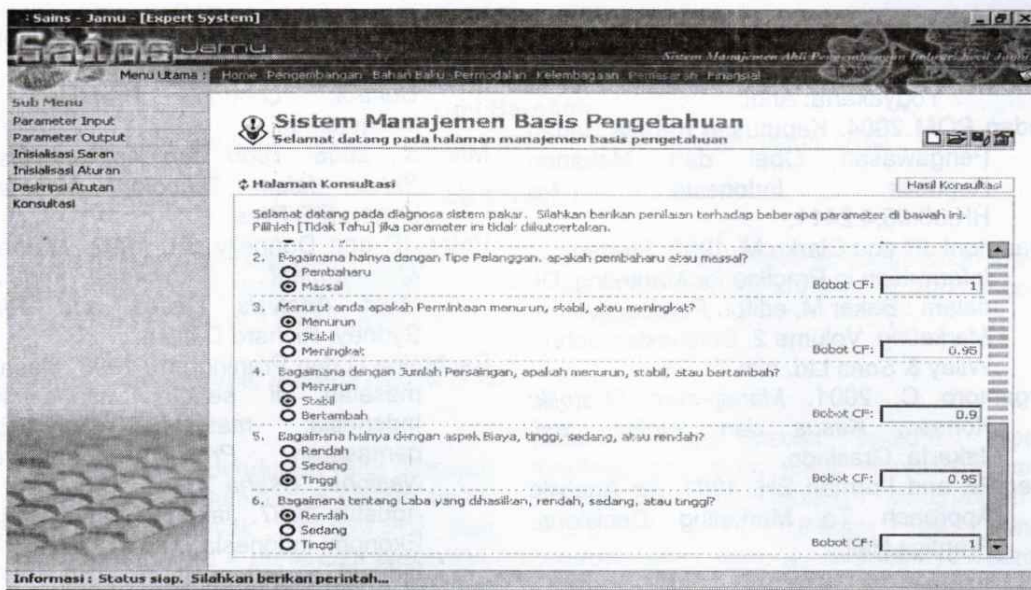 : Sains - Jamu - [Expert System]
Sains Jamu
Sistem Manajemen Ahli
Menu Utama : Home Pengembangan Bahan Baku Permodalan Kelembagaan Pemasaran Finansial
Sub Menu
Parameter Input
Parameter Output
Inisialisasi Saran
Inisialisasi Aturan
Deskripsi Atutan
Konsultasi
Sistem Manajemen Basis Pengetahuan
Selamat datang pada halaman manajemen basis pengetahuan
Halaman Konsultasi
Hasil Konsultasi
Selamat datang pada diagnosa sistem pakar. Silahkan berikan penilaian terhadap beberapa parameter di bawah ini.
Pilihlah [Tidak Tahu] jika parameter ini tidak diikutsertakan.
2. Bagaimana halnya dengan Tipe Pelanggan, apakah pembaharu atau massal?
Pembaharu
Massal
Bobot CF: 1
3. Menurut anda apakah Permintaan menurun, stabil, atau meningkat?
Menurun
Stabil
Meningkat
Bobot CF: 0.95
4. Bagaimana dengan Jumlah Persaingan, apakah menurun, stabil, atau bertambah?
Menurun
Stabil
Bertambah
Bobot CF: 0.9
5. Bagaimana halnya dengan aspek Biaya, tinggi, sedang, atau rendah?
Rendah
Sedang
Tinggi
Bobot CF: 0.95
6. Bagaimana tentang Laba yang dihasilkan, rendah, sedang, atau tinggi?
Rendah
Sedang
Tinggi
Bobot CF: 1
Informasi : Status siap. Silahkan berikan perintah...